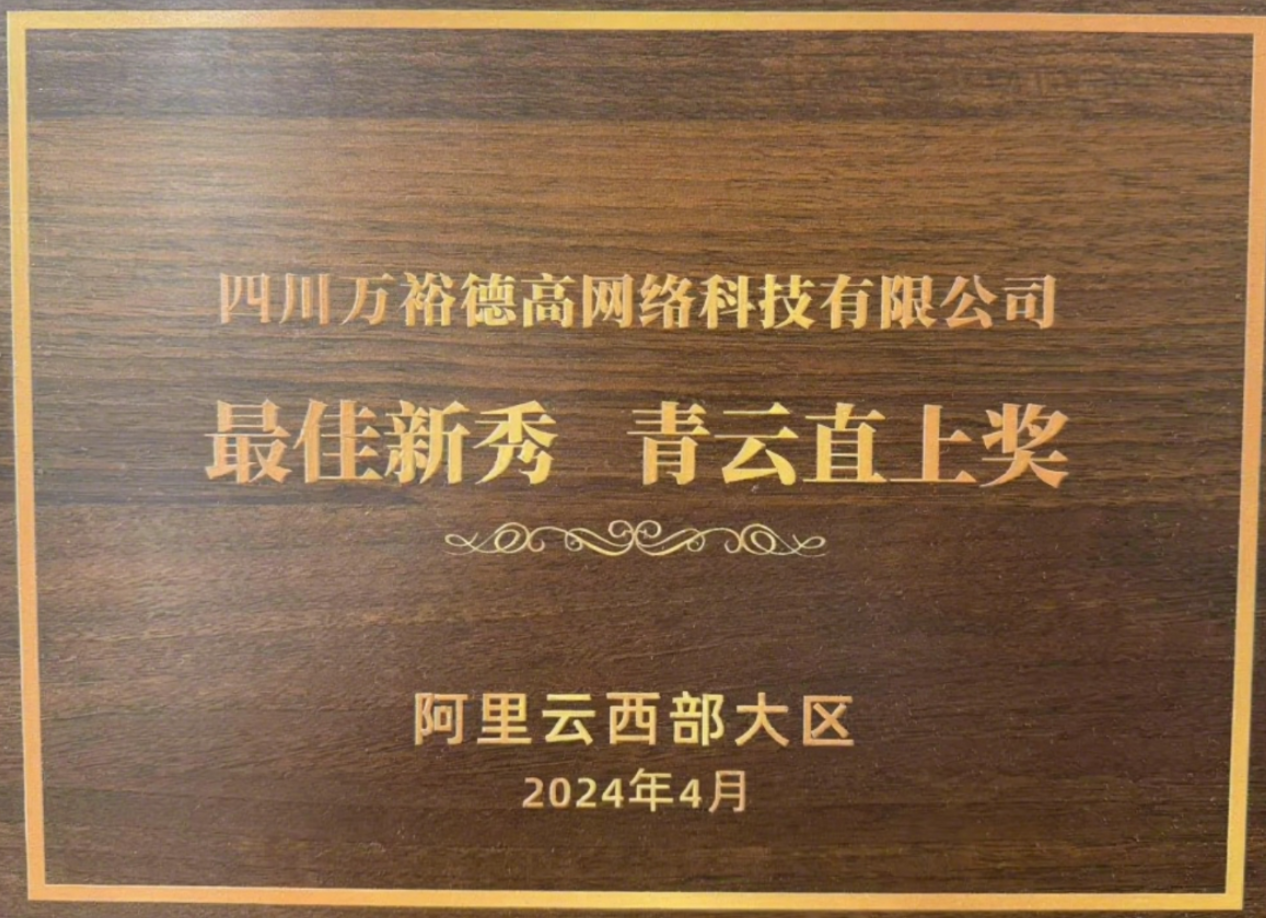 四川万裕德高网络科技有限公司
最佳新秀 青云直上奖
阿里云西部大区
2024年4月